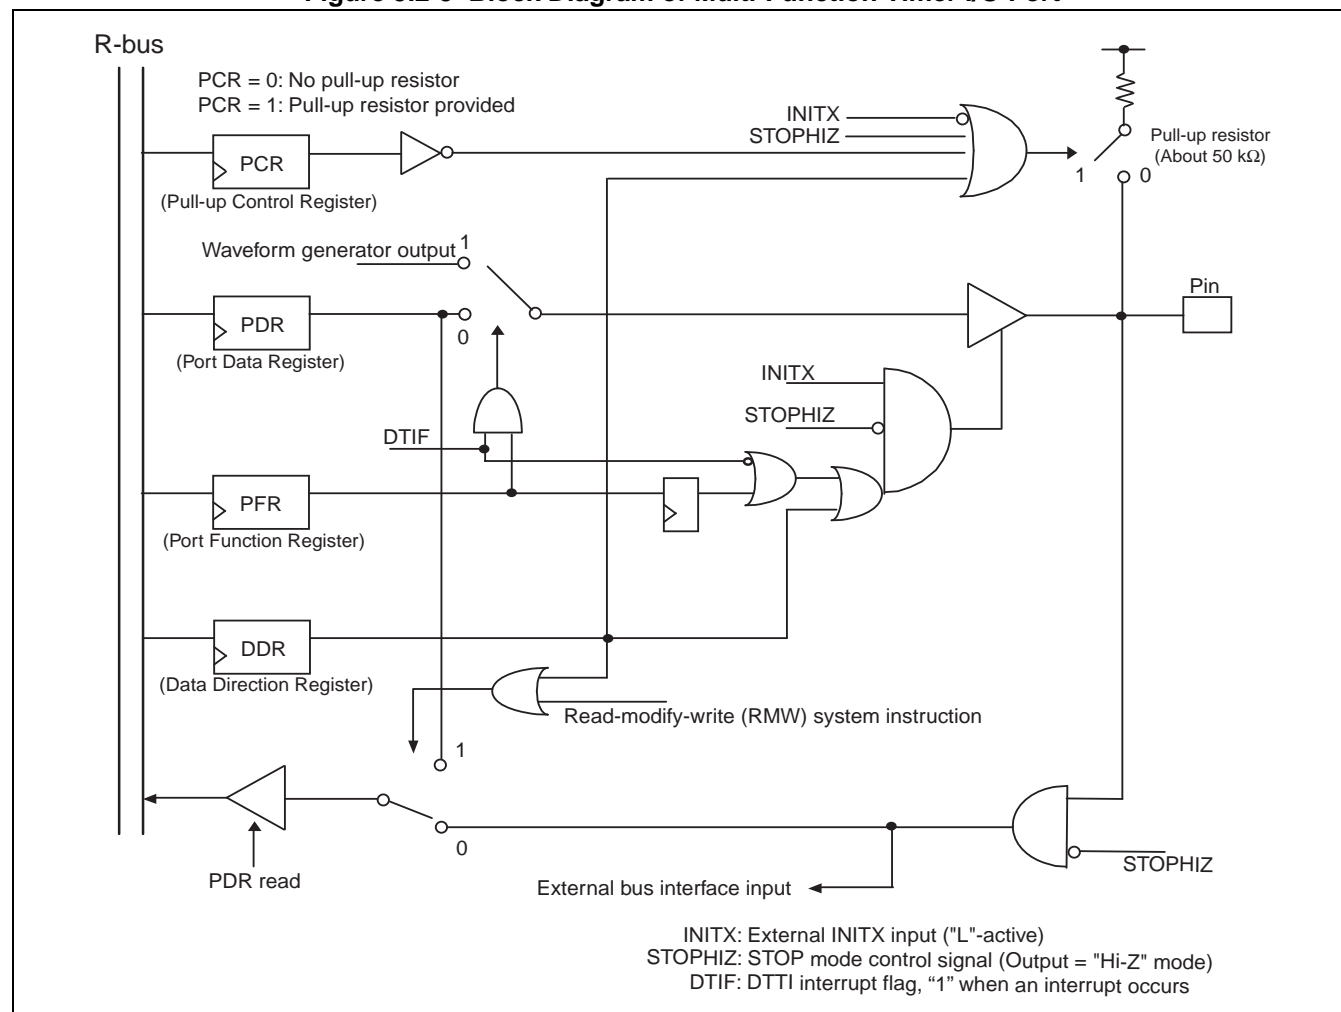 Figure 3.2-3 Block Diagram of Multi-Function Timer I/O Port
R-bus
PCR = 0: No pull-up resistor
PCR = 1: Pull-up resistor provided
INITX
STOPHIZ
Pull-up resistor
(About 50 kΩ)
PCR
(Pull-up Control Register)
1
0
Waveform generator output
1
Pin
PDR
0
(Port Data Register)
INITX
STOPHIZ
DTIF
PFR
(Port Function Register)
DDR
(Data Direction Register)
Read-modify-write (RMW) system instruction
1
0
STOPHIZ
PDR read
External bus interface input
INITX: External INITX input ("L"-active)
STOPHIZ: STOP mode control signal (Output = "Hi-Z" mode)
DTIF: DTTI interrupt flag, “1” when an interrupt occurs